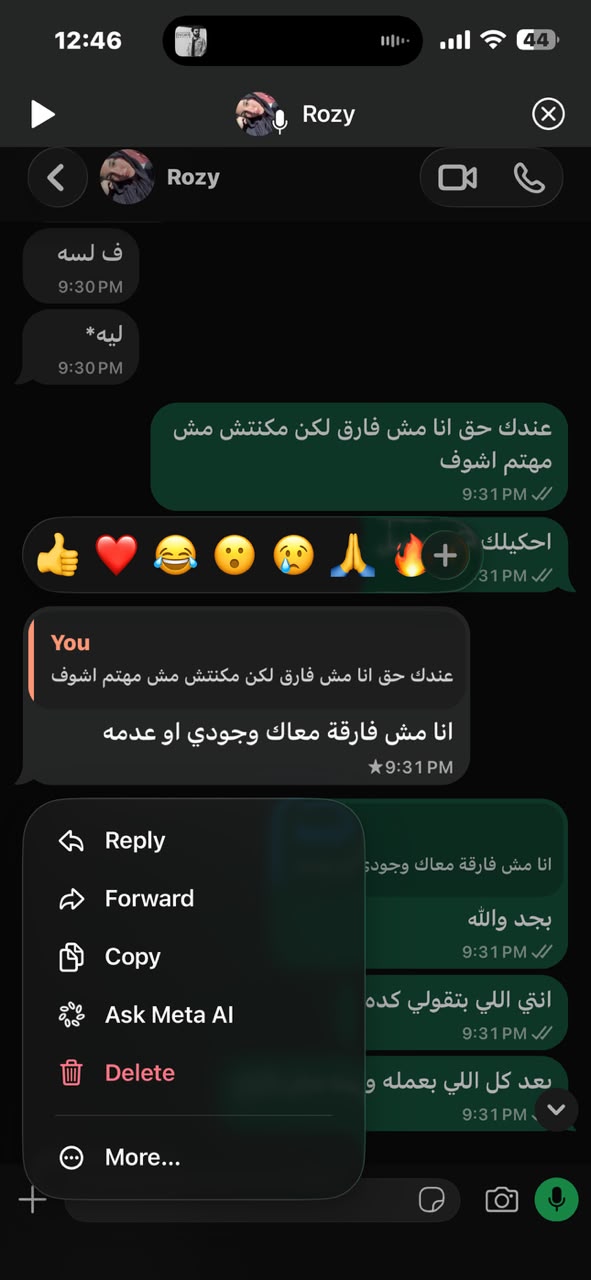 12:46
44
Rozy
Rozy
ف لسه
9:30 PM
ليه*
9:30 PM
عندك حق انا مش فارق لكن مكنتش مش
مهتم اشوف
9:31 PM
احكيلك
31 PM
You
عندك حق انا مش فارق لكن مكنتش مش مهتم اشوف
انا مش فارقة معاك وجودي او عدمه
★9:31 PM
انا مش فارقة معاك وجودي
بجد والله
9:31 PM
انتي اللي بتقولي كده
9:31 PM
بعد كل اللي بعمله و
9:31 PM
Reply
Forward
Copy
Ask Meta AI
Delete
More...